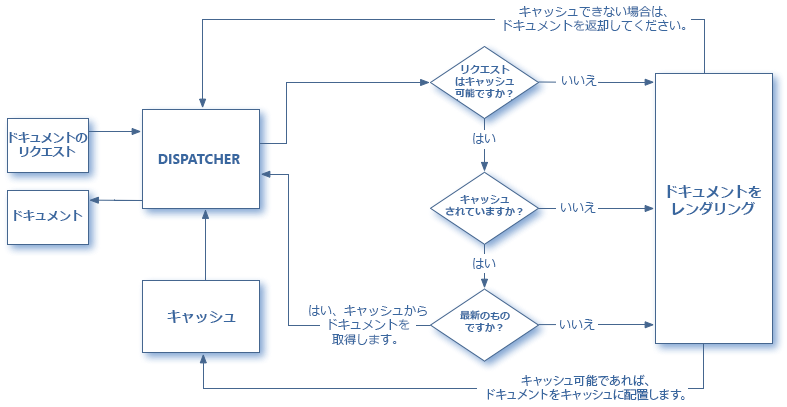 キャッシュできない場合は、
ドキュメントを返却してください。
リクエスト
はキャッシュ
可能ですか？
いいえ
ドキュメントの
リクエスト
DISPATCHER
はい
ドキュメント
キャッシュ
されていますか？
いいえ
ドキュメントを
レンダリング
はい
キャッシュ
はい、キャッシュから
ドキュメントを
取得します。
最新のもの
ですか？
いいえ
キャッシュ可能であれば、
ドキュメントをキャッシュに配置します。